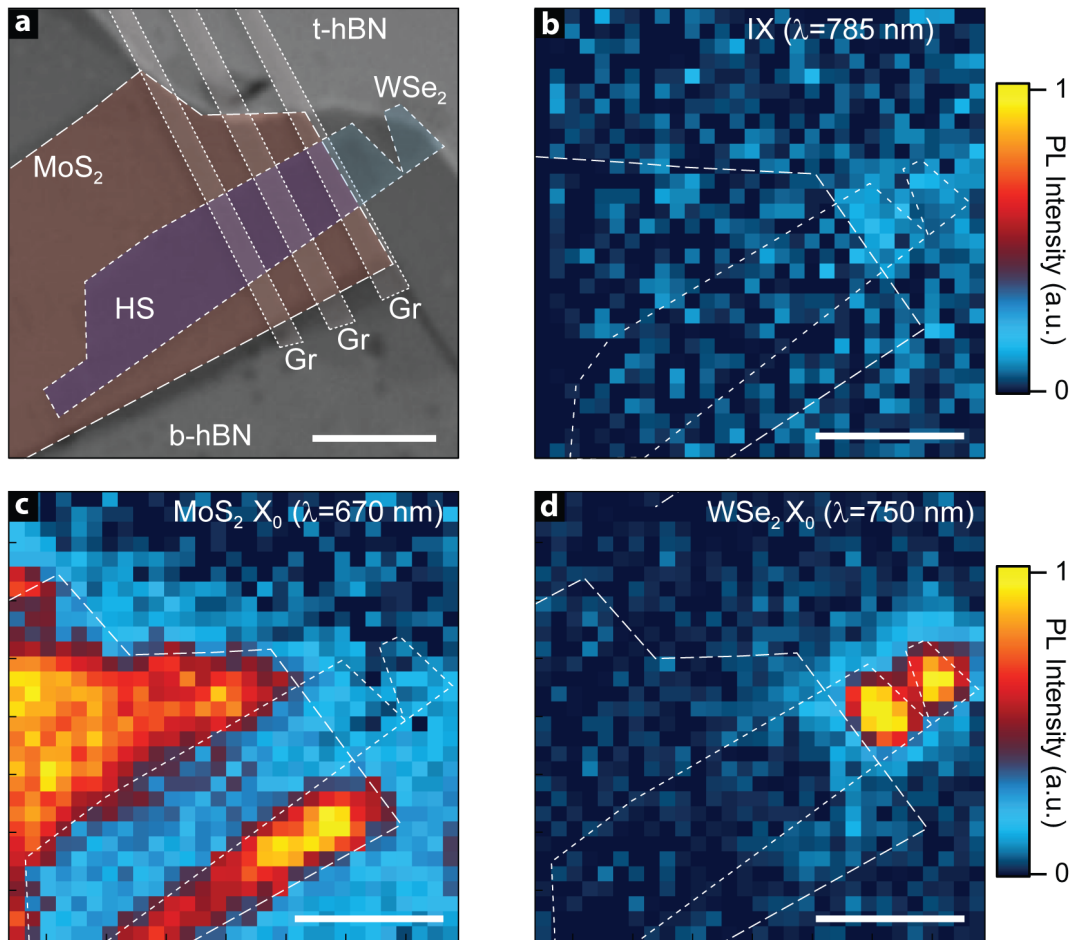 a
t-hBN
WSe₂
MoS₂
HS
Gr
Gr
Gr
b-hBN
b
IX (λ=785 nm)
1
PL Intensity (a.u.)
0
c
MoS₂ X₀ (λ=670 nm)
d
WSe₂ X₀ (λ=750 nm)
1
PL Intensity (a.u.)
0